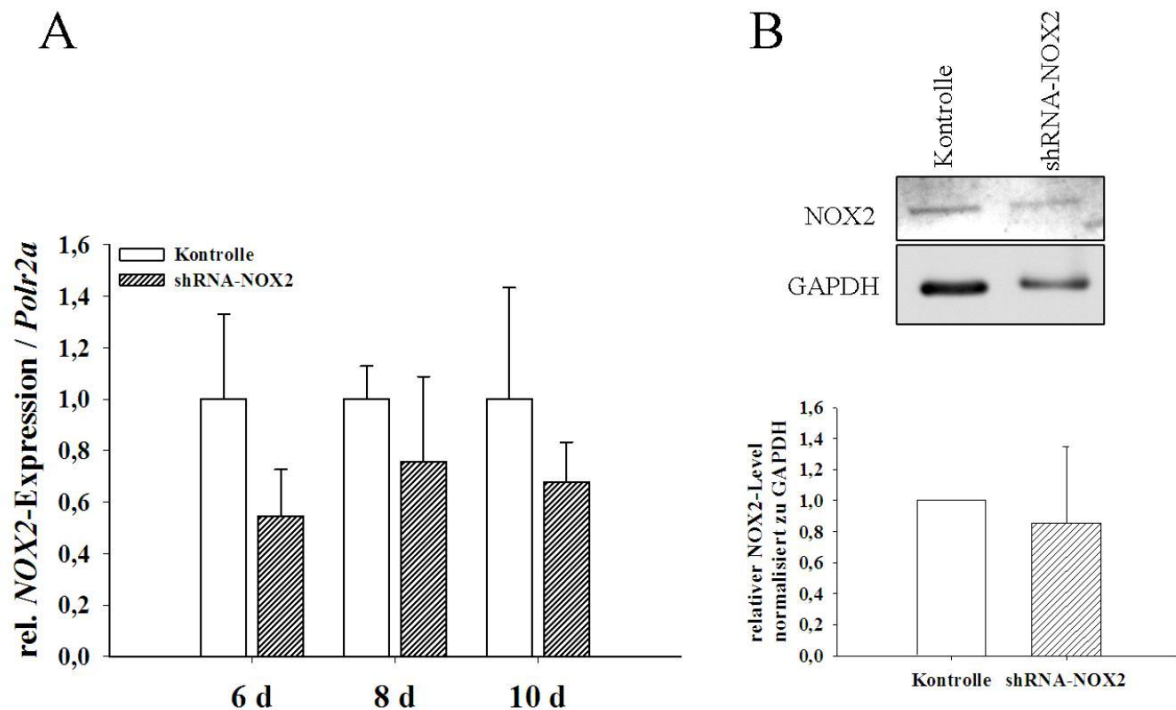 A
rel. NOX2-Expression / Polr2a
1,6
1,4
1,2
1,0
0,8
0,6
0,4
0,2
0,0
Kontrolle
shRNA-NOX2
6 d
8 d
10 d
B
Kontrolle
shRNA-NOX2
NOX2
GAPDH
relativer NOX2-Level
normalisiert zu GAPDH
1,6
1,4
1,2
1,0
0,8
0,6
0,4
0,2
0,0
Kontrolle
shRNA-NOX2